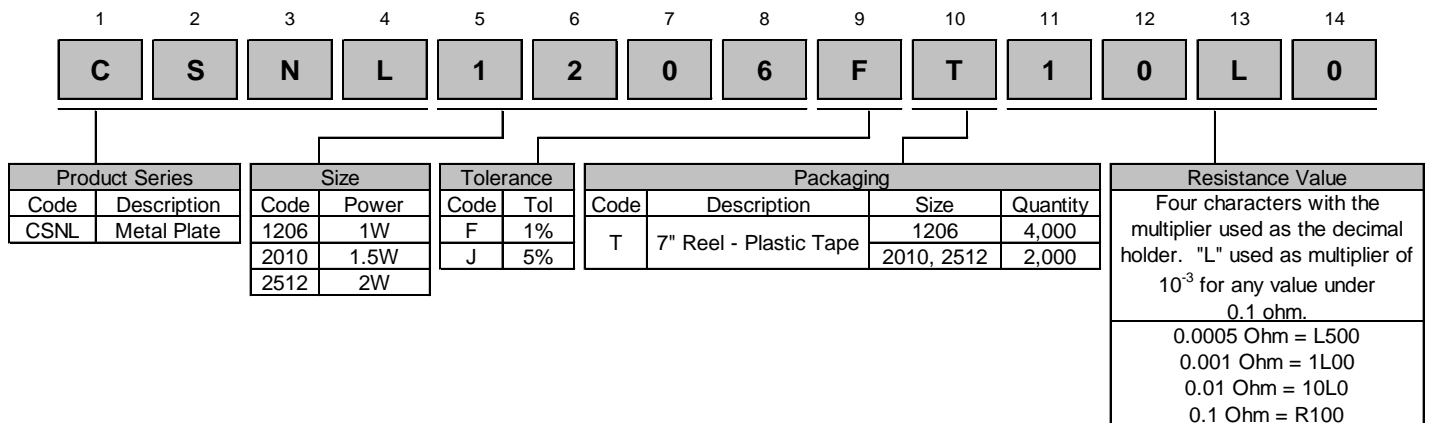 1 2 3 4 5 6 7 8 9 10 11 12 13 14
C S N L 1 2 0 6 F T 1 0 L 0
Product Series
Code Description
CSNL Metal Plate
Size
Code Power
1206 1W
2010 1.5W
2512 2W
Tolerance
Code Tol
F 1%
J 5%
Packaging
Code Description Size Quantity
T 7" Reel - Plastic Tape 1206 4,000
2010, 2512 2,000
Resistance Value
Four characters with the
multiplier used as the decimal
holder. "L" used as multiplier of
10⁻³ for any value under
0.1 ohm.
0.0005 Ohm = L500
0.001 Ohm = 1L00
0.01 Ohm = 10L0
0.1 Ohm = R100